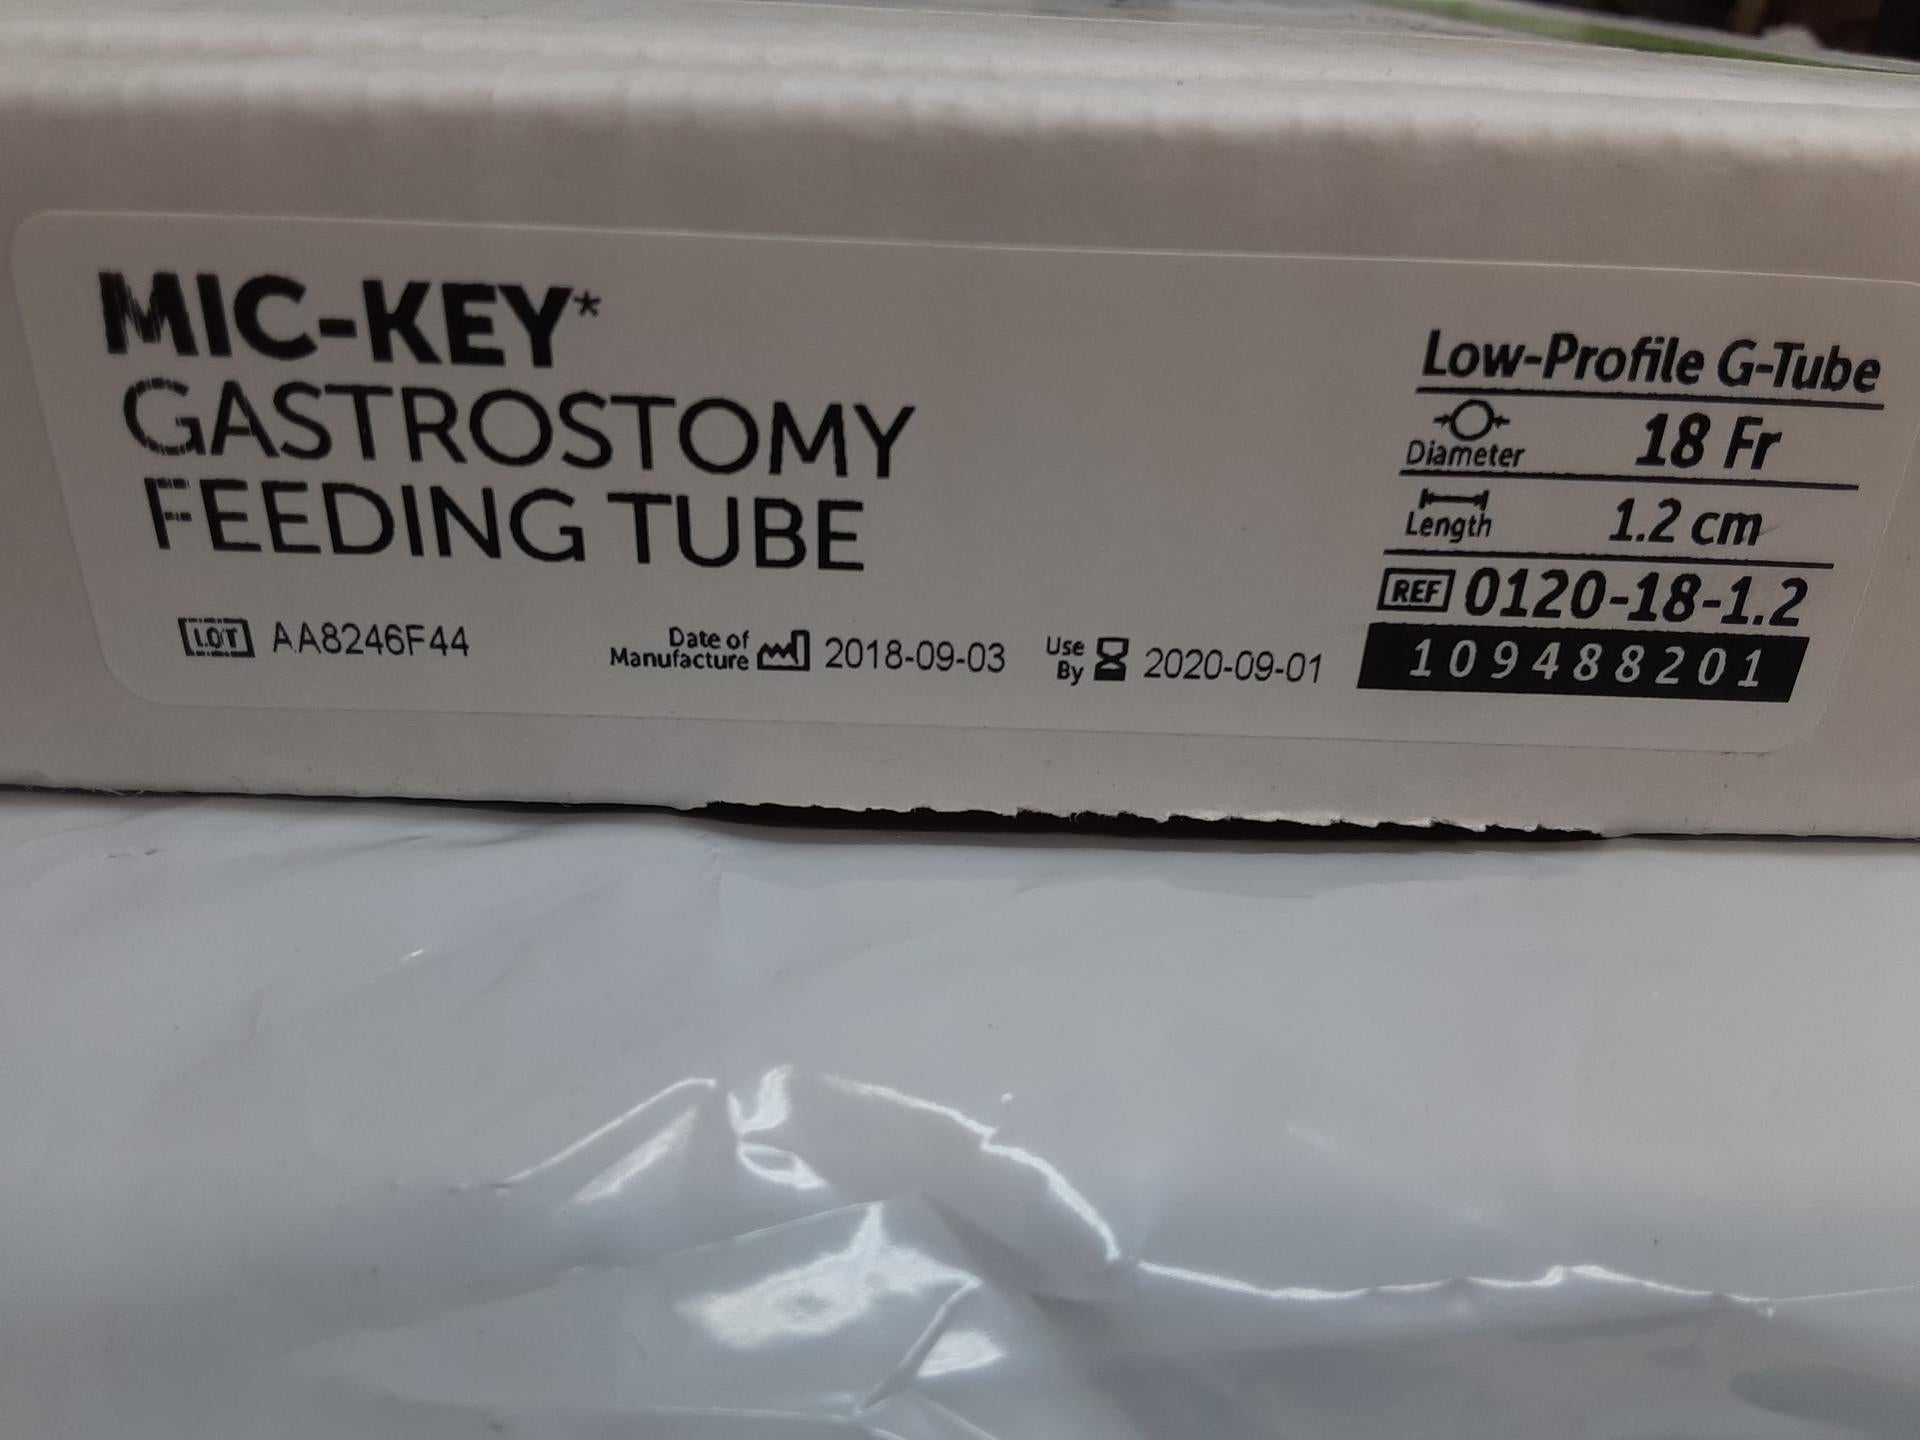 MIC-KEY*
GASTROSTOMY
FEEDING TUBE
LOT AA8246F44
Date of
Manufacture 2018-09-03
Use
By 2020-09-01
Low-Profile G-Tube
Diameter 18 Fr
Length 1.2 cm
REF 0120-18-1.2
109488201